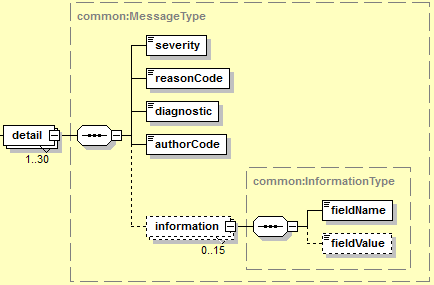 common:MessageType
severity
reasonCode
diagnostic
detail
1..30
authorCode
common:InformationType
information
0..15
fieldName
fieldValue